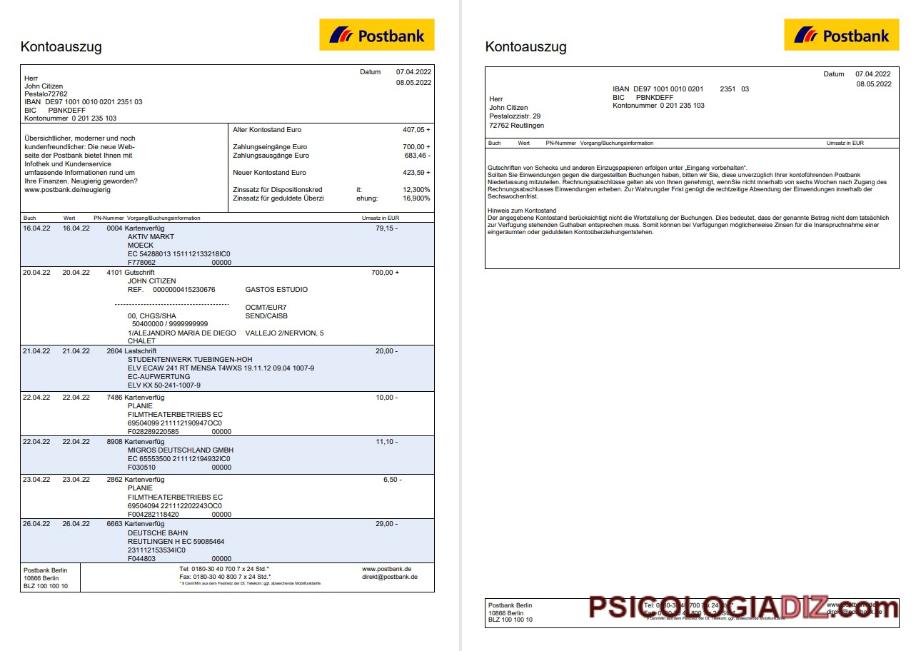 Kontoauszug
Postbank
Datum 07.04.2022
08.05.2022
Herr
John Citizen
Pestalo72762
IBAN DE97 1001 0010 0201 2351 03
BIC PBNKDEFF
Kontonummer 0 201 235 103
Übersichtlicher, moderner und noch
kundenfreundlicher: Die neue Web-
seite der Postbank bietet Ihnen mit
Infothek und Kundenservice
umfassende Informationen rund um
Ihre Finanzen. Neugierig geworden?
www.postbank.de/neugierig
Alter Kontostand Euro 407,05 +
Zahlungseingänge Euro 700,00 +
Zahlungsausgänge Euro 683,46 -
Neuer Kontostand Euro 423,59 +
Zinssatz für Dispositionskred it: 12,300%
Zinssatz für geduldete Überzi ehung: 16,900%
Buch Wert PN-Nummer Vorgang/Buchungsinformation Umsatz in EUR
16.04.22 16.04.22 0004 Kartenverfüg 79,15 -
AKTIV MARKT
MOECK
EC 54288013 151112133218IC0
F778062 00000
20.04.22 20.04.22 4101 Gutschrift 700,00 +
JOHN CITIZEN
REF. 0000000415230676 GASTOS ESTUDIO
OCMT/EUR7
00, CHGS/SHA SEND/CAISB
50400000 / 9999999999
1/ALEJANDRO MARIA DE DIEGO VALLEJO 2/NERVION, 5
CHALET
21.04.22 21.04.22 2604 Lastschrift 20,00 -
STUDENTENWERK TUEBINGEN-HOH
ELV ECAW 241 RT MENSA T4WXS 19.11.12 09.04 1007-9
EC-AUFWERTUNG
ELV KX 50-241-1007-9
22.04.22 22.04.22 7486 Kartenverfüg 10,00 -
PLANIE
FILMTHEATERBETRIEBS EC
69504099 211112190947OC0
F028289220585 00000
22.04.22 22.04.22 8908 Kartenverfüg 11,10 -
MIGROS DEUTSCHLAND GMBH
EC 65553500 211112194932IC0
F030510 00000
23.04.22 23.04.22 2862 Kartenverfüg 6,50 -
PLANIE
FILMTHEATERBETRIEBS EC
69504094 221112202243OC0
F004282118420 00000
26.04.22 26.04.22 6663 Kartenverfüg 29,00 -
DEUTSCHE BAHN
REUTLINGEN H EC 59085464
231112153534IC0
F044803 00000
Postbank Berlin
10866 Berlin
BLZ 100 100 10
Tel: 0180-30 40 700 7 x 24 Std.*
Fax: 0180-30 40 800 7 x 24 Std.*
www.postbank.de
direkt@postbank.de
Kontoauszug
Postbank
Datum 07.04.2022
08.05.2022
IBAN DE97 1001 0010 0201 2351 03
BIC PBNKDEFF
Kontonummer 0 201 235 103
Herr
John Citizen
Pestalozzistr. 29
72762 Reutlingen
Buch Wert PN-Nummer Vorgang/Buchungsinformation Umsatz in EUR
Gutschriften von Schecks und anderen Einzugspapieren erfolgen unter „Eingang vorbehalten".
Sollten Sie Einwendungen gegen die dargestellten Buchungen haben, bitten wir Sie, diese unverzüglich Ihrer kontoführenden Postbank
Niederlassung mitzuteilen. Rechnungsabschlüsse gelten als von Ihnen genehmigt, wennSie nicht innerhalb von sechs Wochen nach Zugang des
Rechnungsabschlusses Einwendungen erheben. Zur Wahrung der Frist genügt die rechtzeitige Absendung der Einwendungen innerhalb der
Sechswochenfrist.
Hinweis zum Kontostand
Der angegebene Kontostand berücksichtigt nicht die Wertstellung der Buchungen. Dies bedeutet, dass der genannte Betrag nicht dem tatsächlich
zur Verfügung stehenden Guthaben entsprechen muss. Somit können bei Verfügungen möglicherweise Zinsen für die Inanspruchnahme einer
eingeräumten oder geduldeten Kontoüberziehungentstehen.
Postbank Berlin
10866 Berlin
BLZ 100 100 10
PSICOLOGIADIZ.com